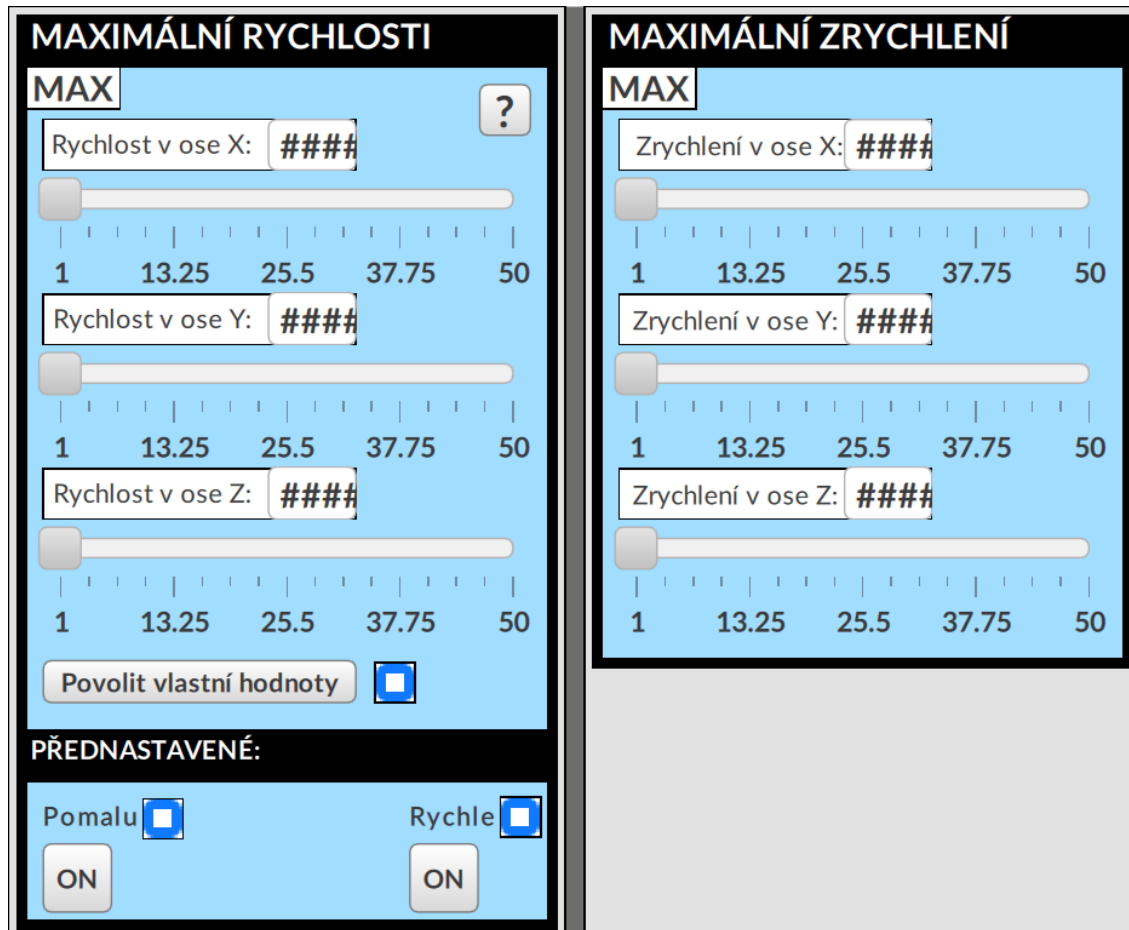 MAXIMÁLNÍ RYCHLOSTI
MAX
?
Rychlost v ose X: ####
1 13.25 25.5 37.75 50
Rychlost v ose Y: ####
1 13.25 25.5 37.75 50
Rychlost v ose Z: ####
1 13.25 25.5 37.75 50
Povolit vlastní hodnoty
PŘEDNASTAVENÉ:
Pomalu Rychle
ON ON
MAXIMÁLNÍ ZRYCHLENÍ
MAX
Zrychlení v ose X: ####
1 13.25 25.5 37.75 50
Zrychlení v ose Y: ####
1 13.25 25.5 37.75 50
Zrychlení v ose Z: ####
1 13.25 25.5 37.75 50